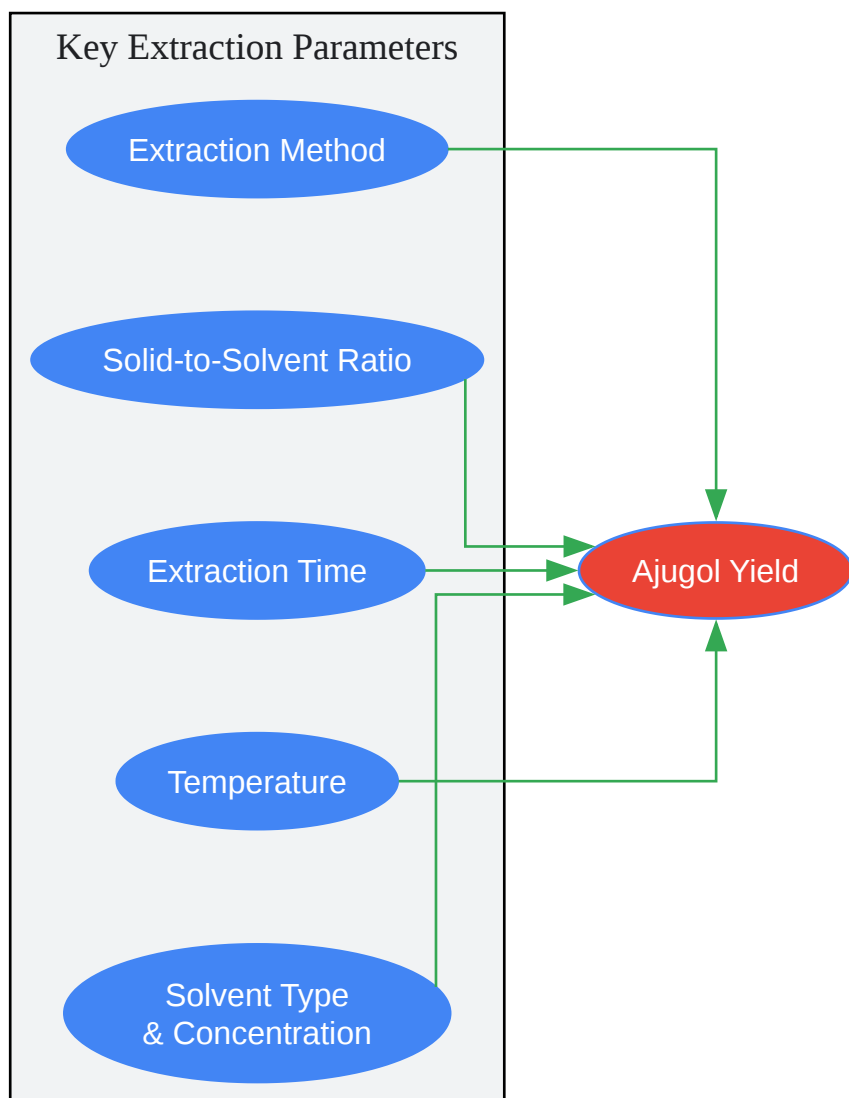 Key Extraction Parameters
Extraction Method
Solid-to-Solvent Ratio
Extraction Time
Ajugol Yield
Temperature
Solvent Type
& Concentration